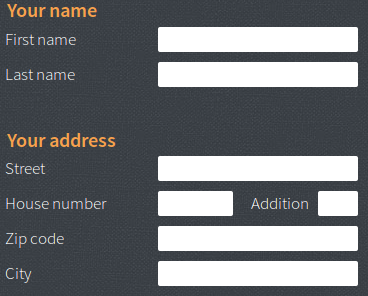 Your name
First name
Last name
Your address
Street
House number Addition
Zip code
City